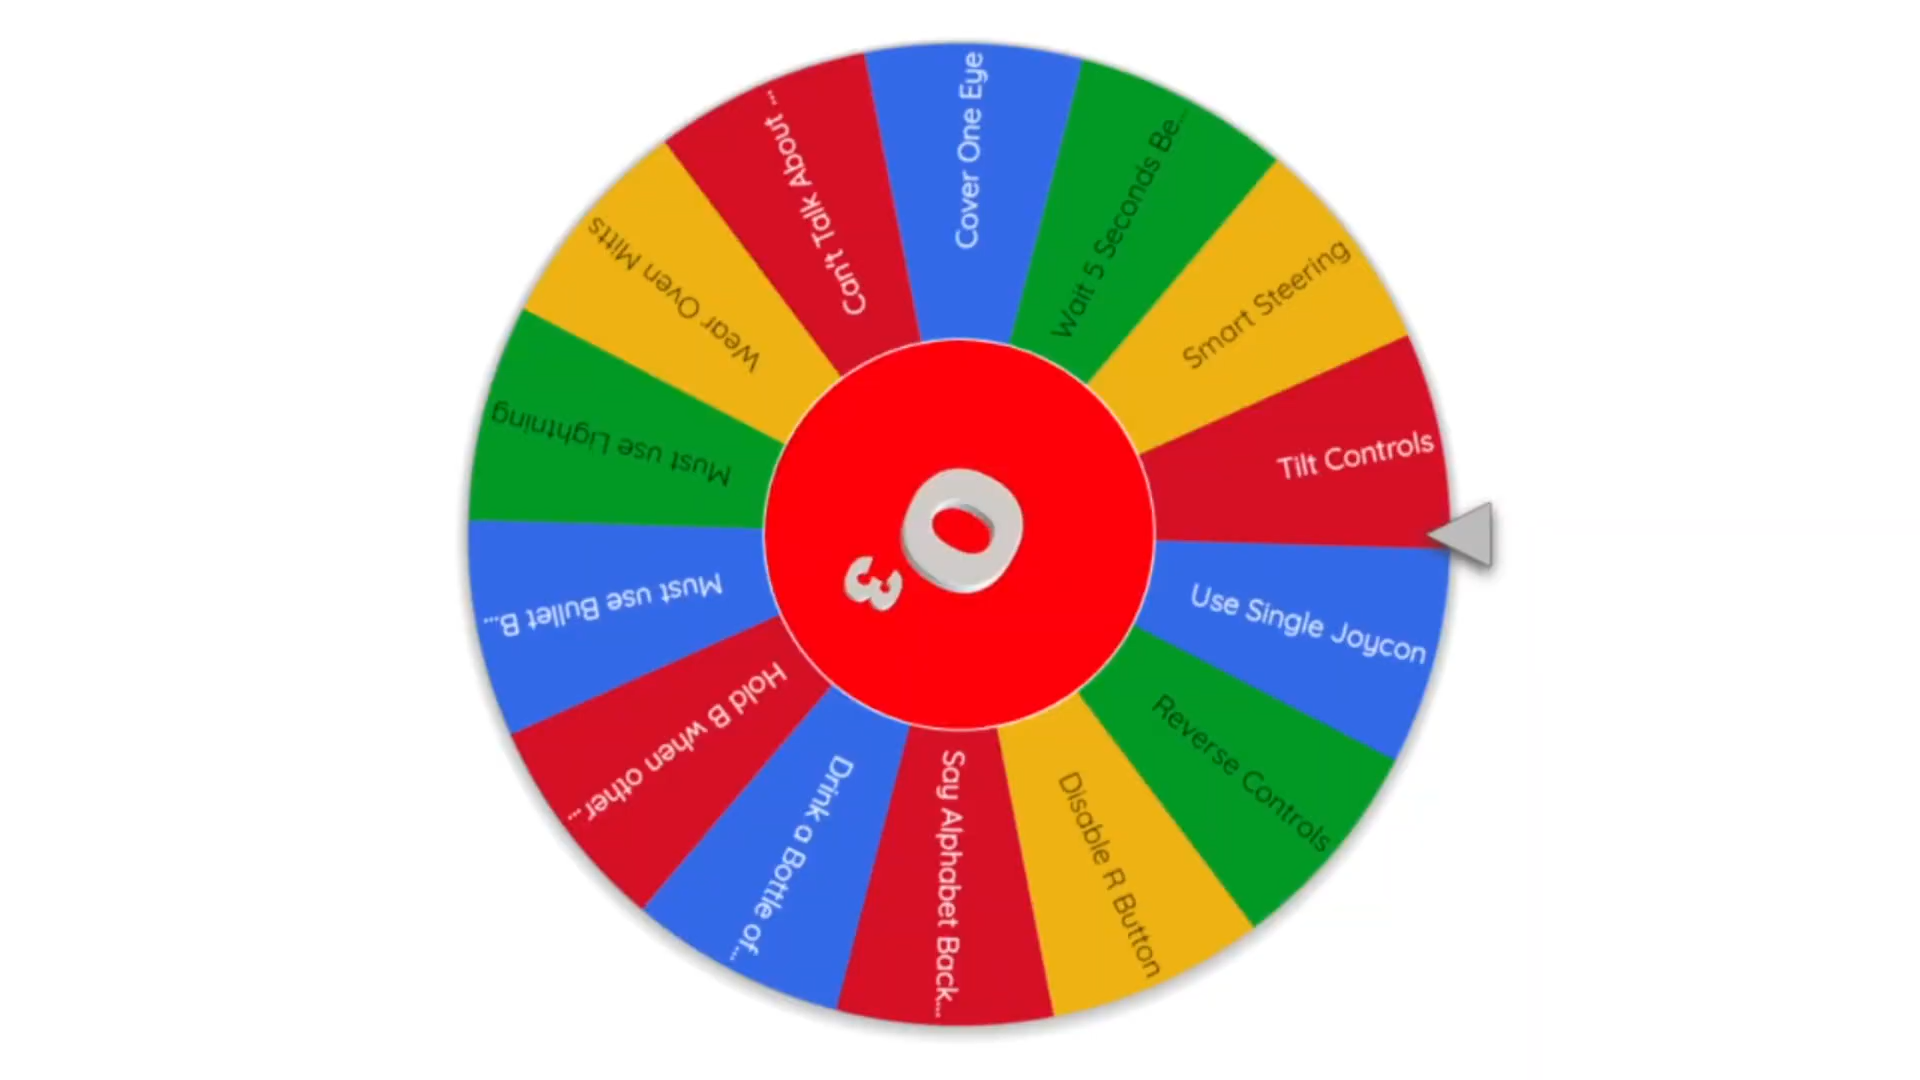 Cover One Eye
Wait 5 Seconds Be...
Smart Steering
Tilt Controls
Use Single Joycon
Reverse Controls
Disable R Button
Say Alphabet Back...
Drink a Bottle of...
Hold B when other...
Must use Bullet B...
Must use Lightning
Wear Oven Mitts
Can't Talk About ...
O3